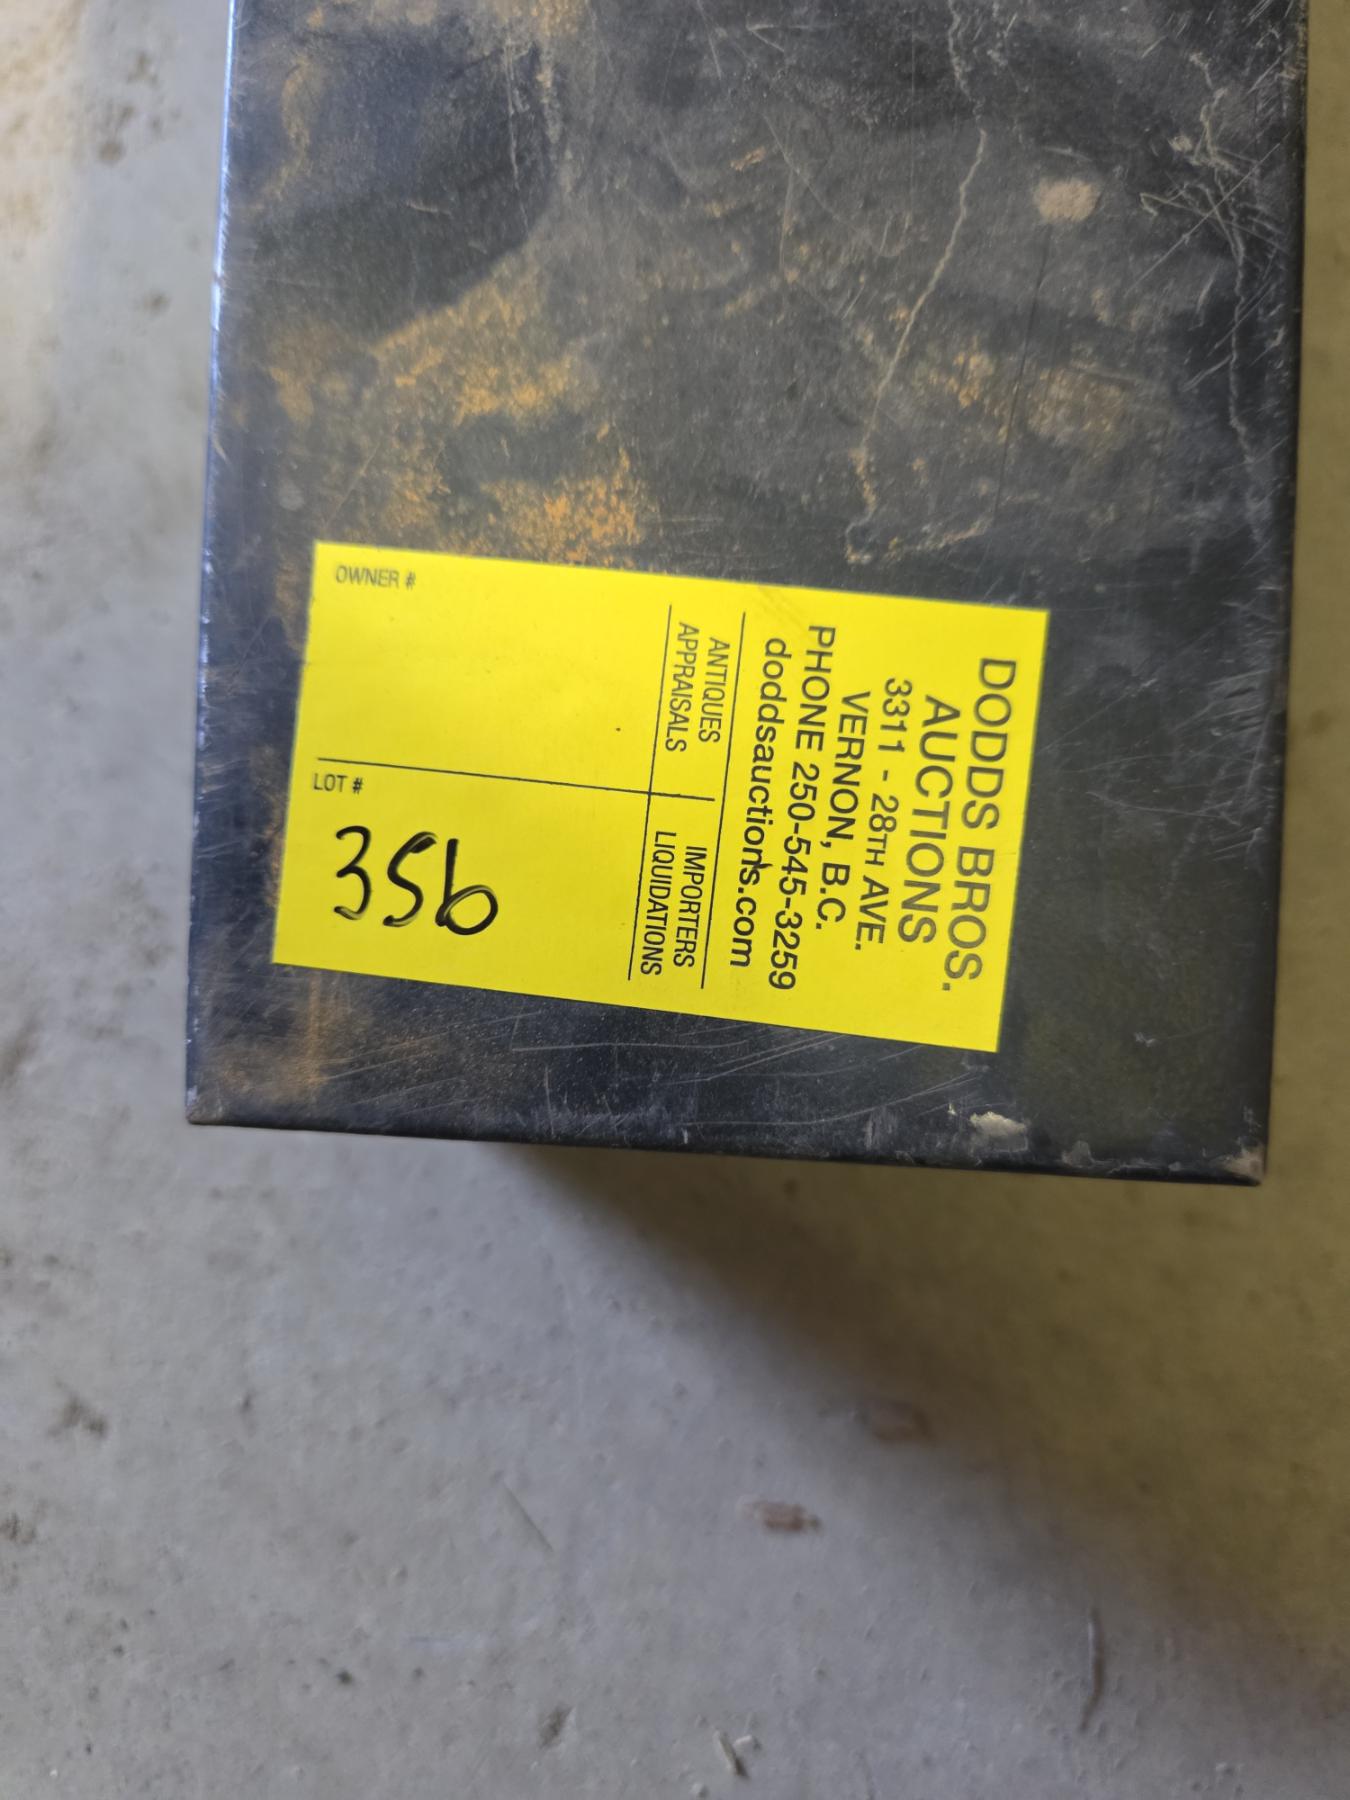 DODDS BROS.
AUCTIONS
3311 - 28TH AVE.
VERNON, B.C.
PHONE 250-545-3259
doddsauctions.com
ANTIQUES
APPRAISALS
IMPORTERS
LIQUIDATIONS
OWNER #
LOT #
356